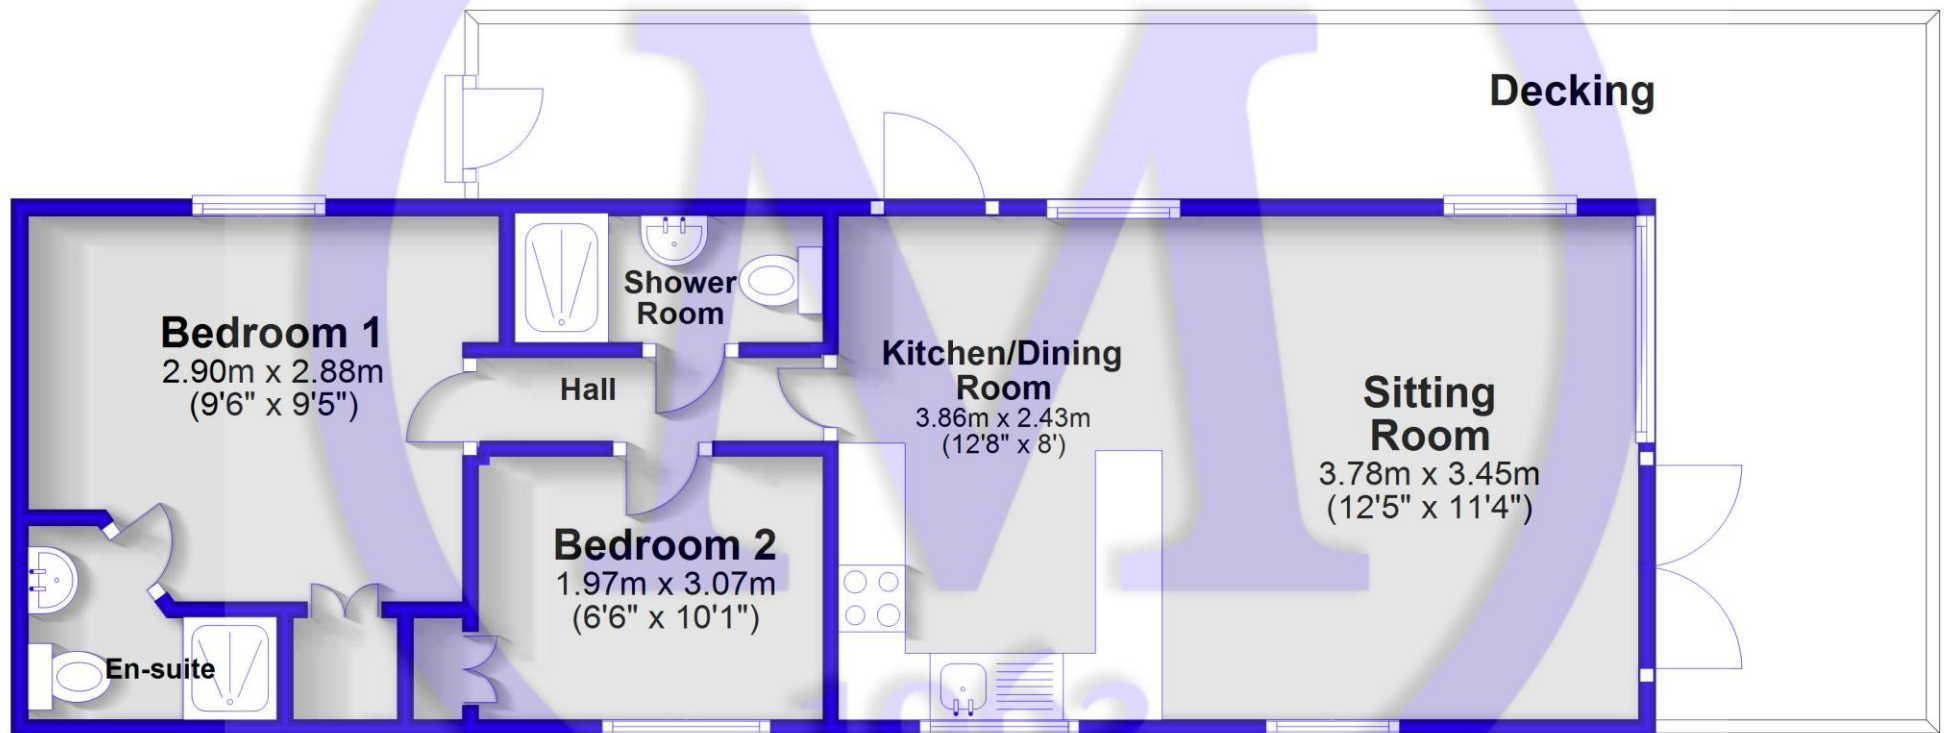 Decking
Shower
Room
Bedroom 1
2.90m x 2.88m
(9'6" x 9'5")
Hall
Kitchen/Dining
Room
3.86m x 2.43m
(12'8" x 8')
Sitting
Room
3.78m x 3.45m
(12'5" x 11'4")
Bedroom 2
1.97m x 3.07m
(6'6" x 10'1")
En-suite
M